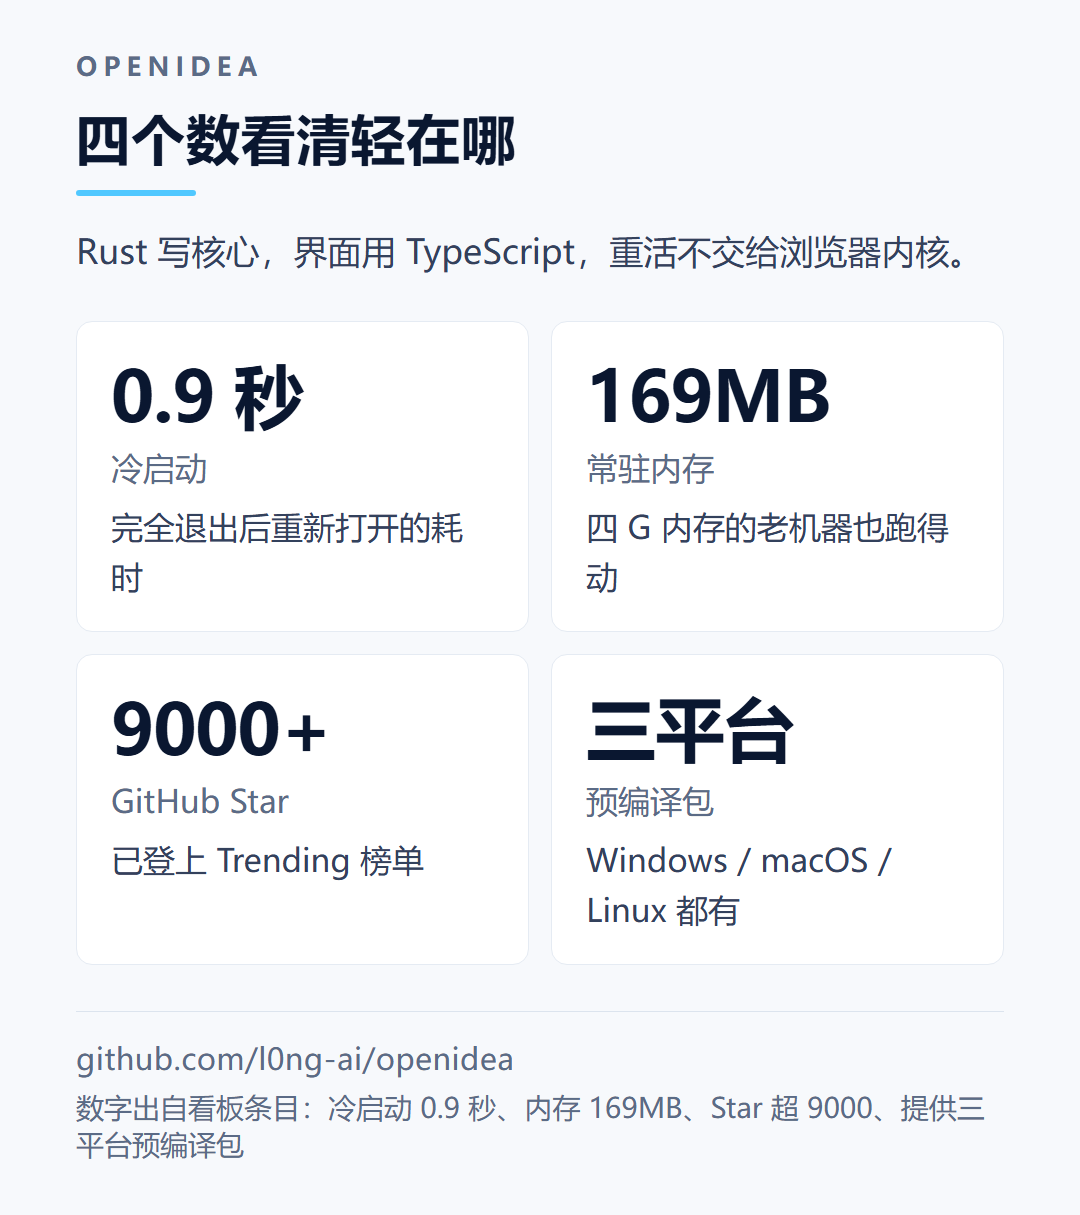 OPENIDEA
四个数看清轻在哪
Rust 写核心，界面用 TypeScript，重活不交给浏览器内核。
0.9 秒
冷启动
完全退出后重新打开的耗
时
169MB
常驻内存
四 G 内存的老机器也跑得
动
9000+
GitHub Star
已登上 Trending 榜单
三平台
预编译包
Windows / macOS /
Linux 都有
github.com/l0ng-ai/openidea
数字出自看板条目：冷启动 0.9 秒、内存 169MB、Star 超 9000、提供三
平台预编译包